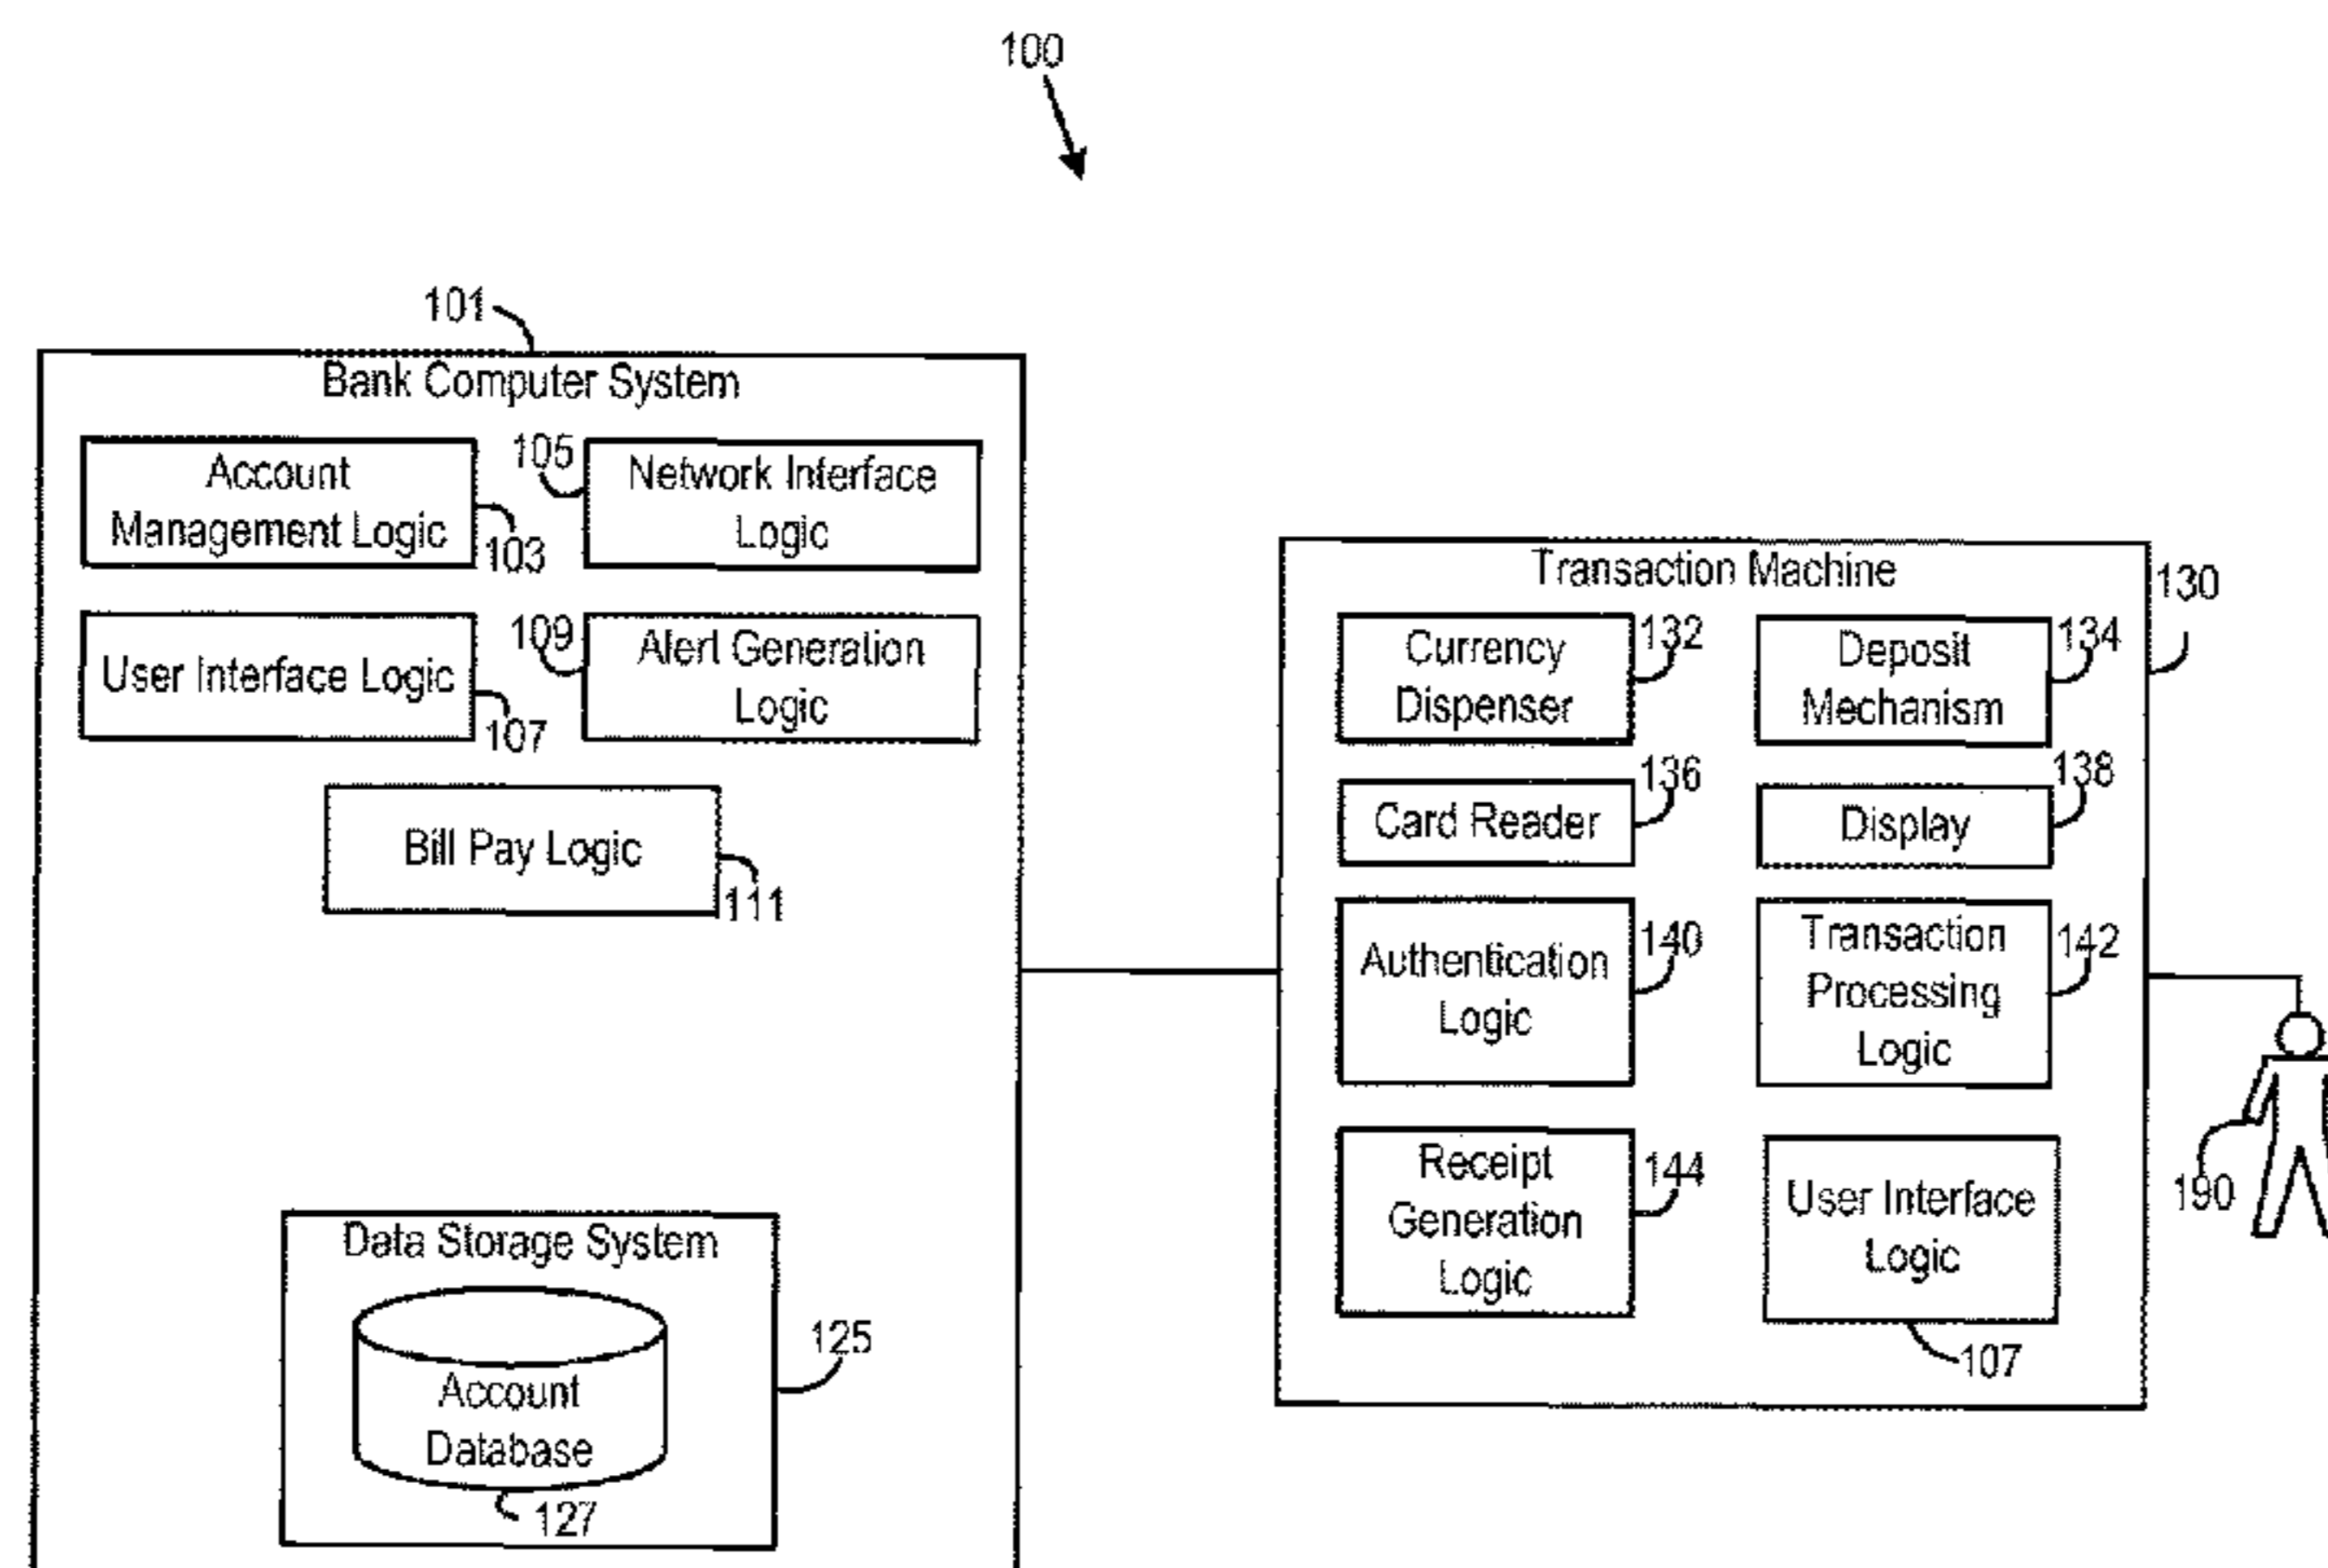 100
101
Bank Computer System
Account
Management Logic
103
105
Network Interface
Logic
User Interface Logic
107
109
Alert Generation
Logic
Bill Pay Logic
111
Data Storage System
125
Account
Database
127
Transaction Machine
130
Currency
Dispenser
132
Deposit
Mechanism
134
Card Reader
136
Display
138
Authentication
Logic
140
Transaction
Processing
Logic
142
Receipt
Generation
Logic
144
User Interface
Logic
107
190